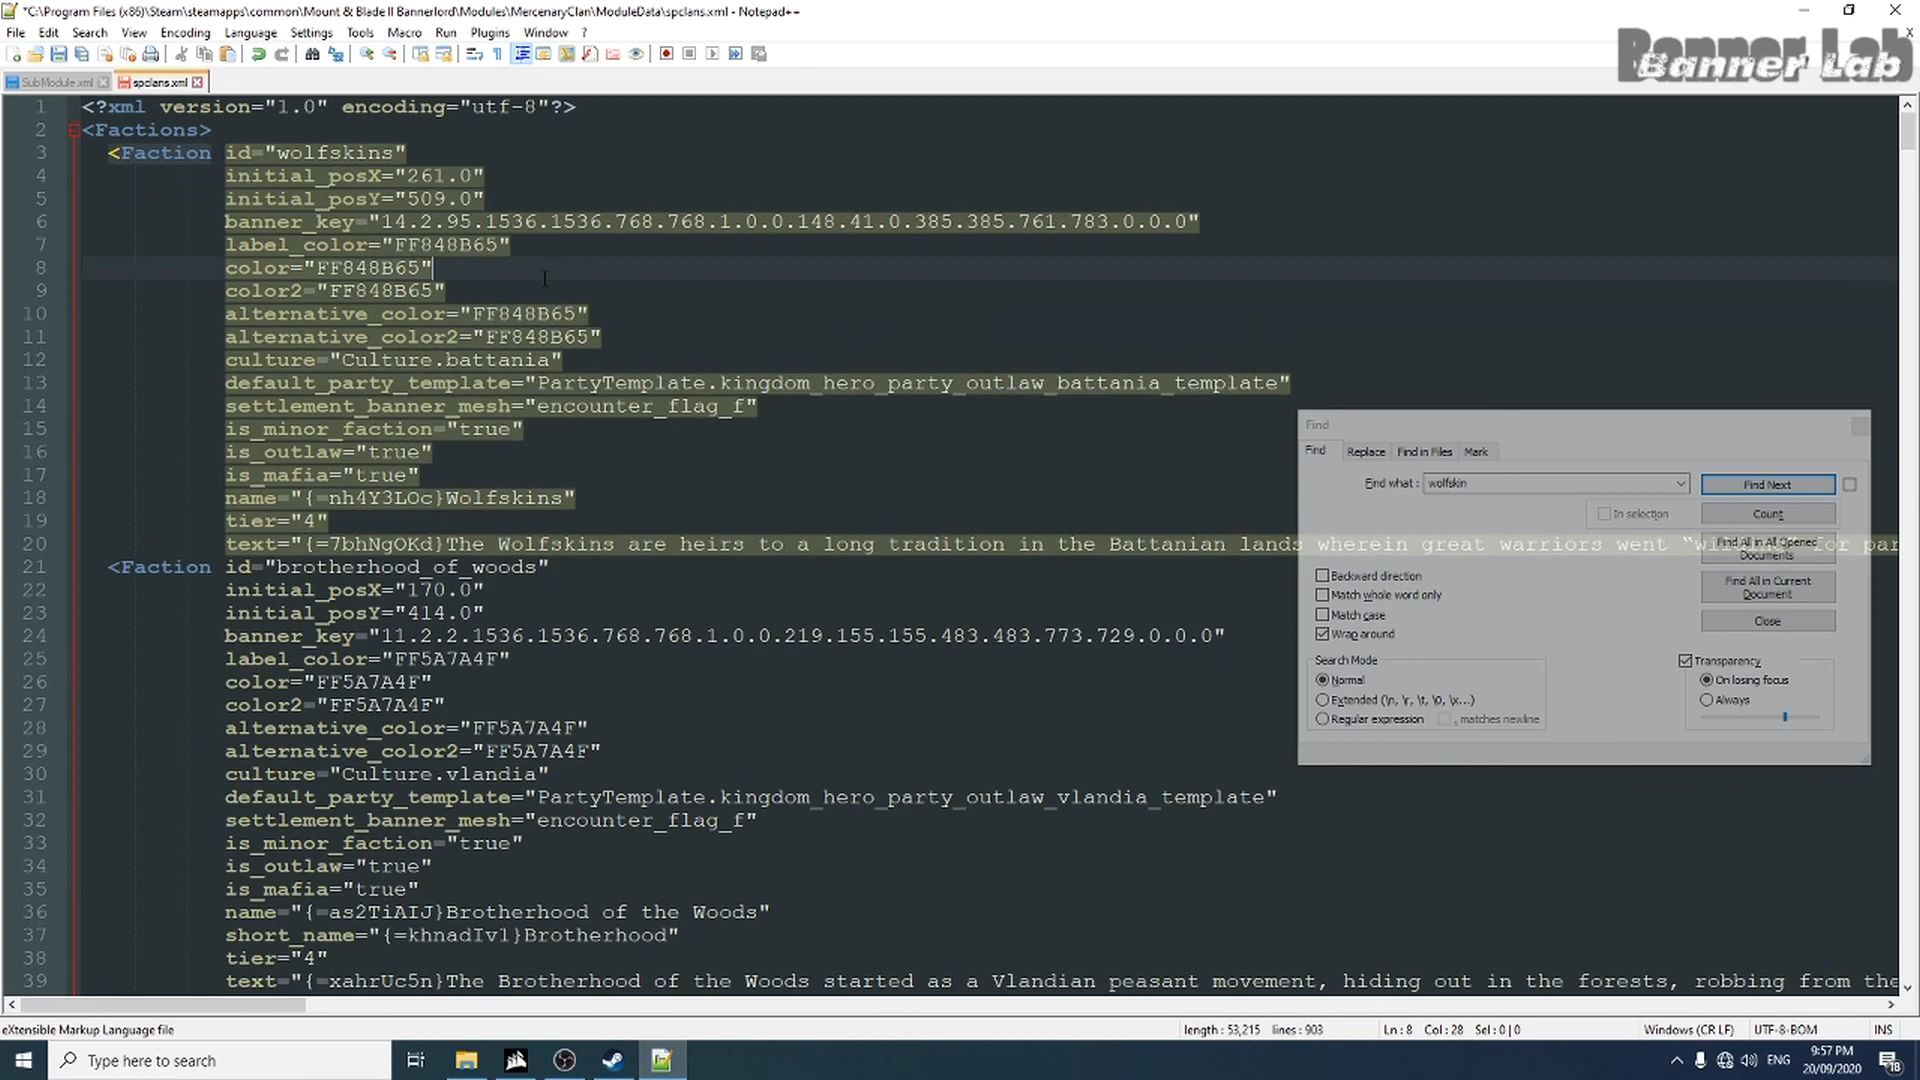 *C:\Program Files (x86)\Steam\steamapps\common\Mount & Blade II Bannerlord\Modules\MercenaryClan\ModuleData\spclans.xml - Notepad++
File Edit Search View Encoding Language Settings Tools Macro Run Plugins Window ?
Banner Lab
SubModule.xml spclans.xml
1 <?xml version="1.0" encoding="utf-8"?>
2 <Factions>
3 <Faction id="wolfskins"
4 initial_posX="261.0"
5 initial_posY="509.0"
6 banner_key="14.2.95.1536.1536.768.768.1.0.0.148.41.0.385.385.761.783.0.0.0"
7 label_color="FF848B65"
8 color="FF848B65"
9 color2="FF848B65"
10 alternative_color="FF848B65"
11 alternative_color2="FF848B65"
12 culture="Culture.battania"
13 default_party_template="PartyTemplate.kingdom_hero_party_outlaw_battania_template"
14 settlement_banner_mesh="encounter_flag_f"
15 is_minor_faction="true"
16 is_outlaw="true"
17 is_mafia="true"
18 name="{=nh4Y3LOc}Wolfskins"
19 tier="4"
20 text="{=7bhNgOKd}The Wolfskins are heirs to a long tradition in the Battanian lands wherein great warriors went for par
21 <Faction id="brotherhood_of_woods"
22 initial_posX="170.0"
23 initial_posY="414.0"
24 banner_key="11.2.2.1536.1536.768.768.1.0.0.219.155.155.483.483.773.729.0.0.0"
25 label_color="FF5A7A4F"
26 color="FF5A7A4F"
27 color2="FF5A7A4F"
28 alternative_color="FF5A7A4F"
29 alternative_color2="FF5A7A4F"
30 culture="Culture.vlandia"
31 default_party_template="PartyTemplate.kingdom_hero_party_outlaw_vlandia_template"
32 settlement_banner_mesh="encounter_flag_f"
33 is_minor_faction="true"
34 is_outlaw="true"
35 is_mafia="true"
36 name="{=as2TiAIJ}Brotherhood of the Woods"
37 short_name="{=khnadIvl}Brotherhood"
38 tier="4"
39 text="{=xahrUc5n}The Brotherhood of the Woods started as a Vlandian peasant movement, hiding out in the forests, robbing from the
Find
Find Replace Find in Files Mark
Find what : wolfskin Find Next
In selection Count
Find All in All Opened
Documents
Backward direction
Find All in Current
Document
Match whole word only
Match case
Close
Wrap around
Search Mode Transparency
Normal On losing focus
Extended (\n, \r, \t, \0, \x...) Always
Regular expression . matches newline
eXtensible Markup Language file length : 53,215 lines : 903 Ln : 8 Col : 28 Sel : 0 | 0 Windows (CR LF) UTF-8-BOM INS
Type here to search ENG 9:57 PM
20/09/2020 18